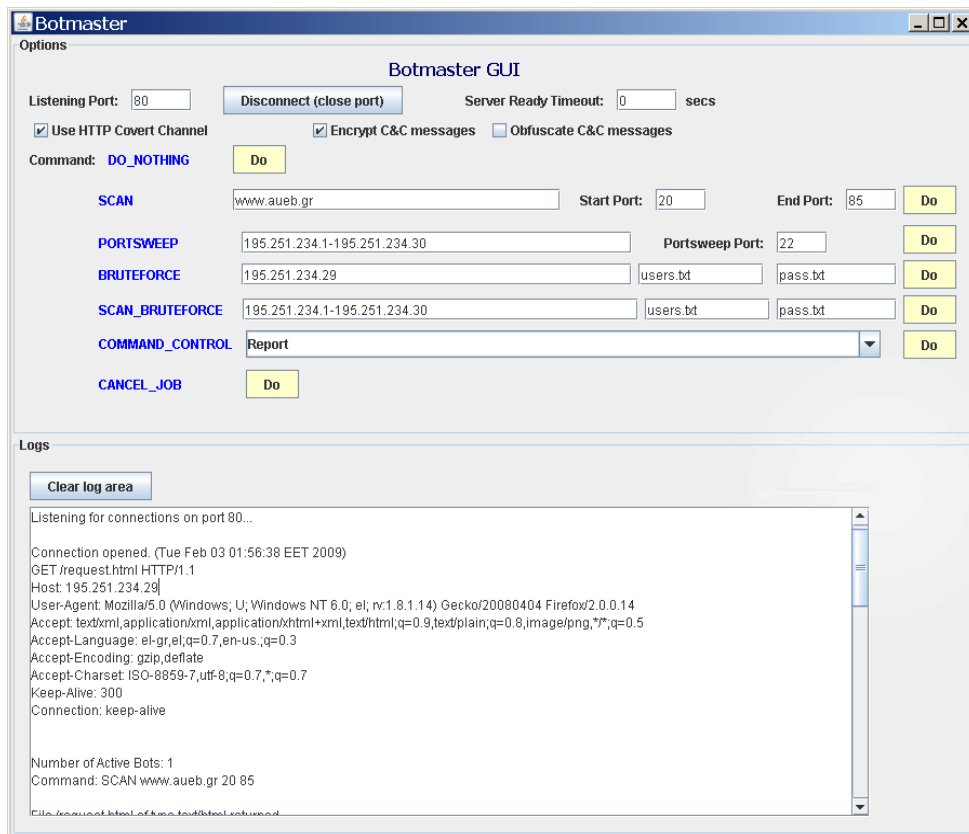 Botmaster
Options
Botmaster GUI
Listening Port: 80 Disconnect (close port) Server Ready Timeout: 0 secs
Use HTTP Covert Channel Encrypt C&C messages Obfuscate C&C messages
Command: DO_NOTHING Do
SCAN www.aueb.gr Start Port: 20 End Port: 85 Do
PORTSWEEP 195.251.234.1-195.251.234.30 Portsweep Port: 22 Do
BRUTEFORCE 195.251.234.29 users.txt pass.txt Do
SCAN_BRUTEFORCE 195.251.234.1-195.251.234.30 users.txt pass.txt Do
COMMAND_CONTROL Report Do
CANCEL_JOB Do
Logs
Clear log area
Listening for connections on port 80...
Connection opened. (Tue Feb 03 01:56:38 EET 2009)
GET /request.html HTTP/1.1
Host: 195.251.234.29
User-Agent: Mozilla/5.0 (Windows; U; Windows NT 6.0; el; rv:1.8.1.14) Gecko/20080404 Firefox/2.0.0.14
Accept: text/xml,application/xml,application/xhtml+xml,text/html;q=0.9,text/plain;q=0.8,image/png,*/*;q=0.5
Accept-Language: el-gr,el;q=0.7,en-us.;q=0.3
Accept-Encoding: gzip,deflate
Accept-Charset: ISO-8859-7,utf-8;q=0.7,*;q=0.7
Keep-Alive: 300
Connection: keep-alive
Number of Active Bots: 1
Command: SCAN www.aueb.gr 20 85
File /request.html of type text/html returned